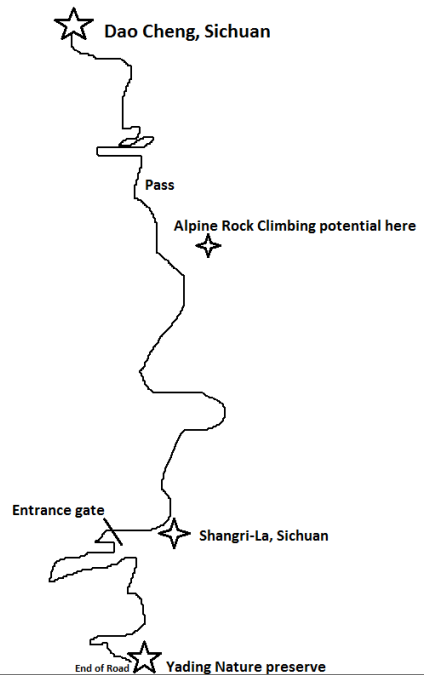 Dao Cheng, Sichuan
Pass
Alpine Rock Climbing potential here
Entrance gate
Shangri-La, Sichuan
End of Road
Yading Nature preserve